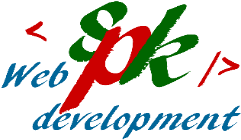 < spk />
Web
development